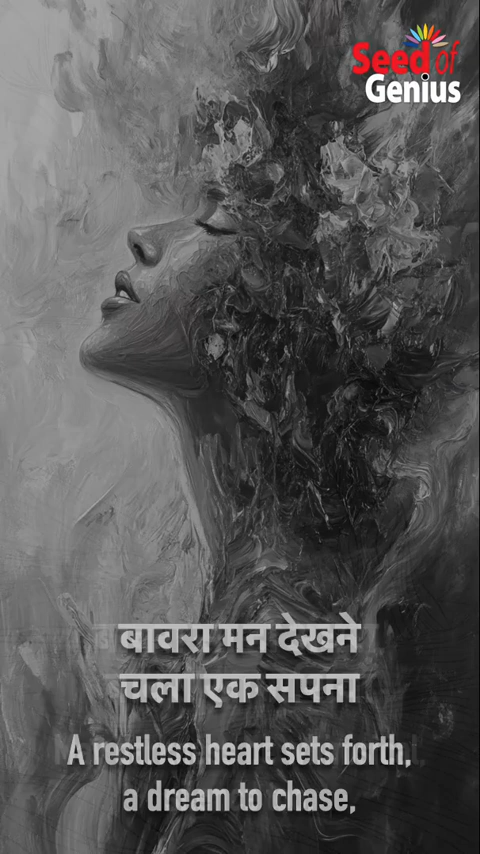 Seed of
Genius
बावरा मन देखने
चला एक सपना
A restless heart sets forth,
a dream to chase,